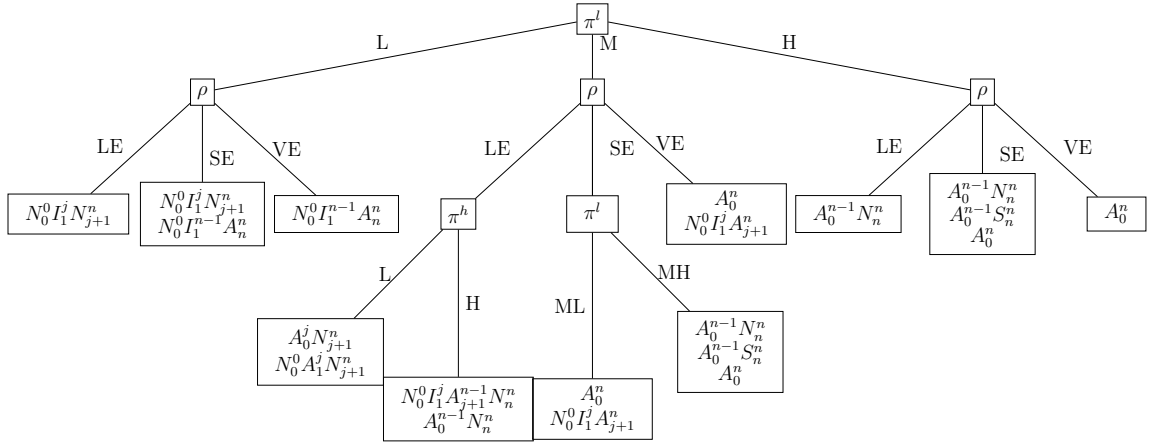 π^l
L M H
ρ ρ ρ
LE SE VE LE SE VE LE SE VE
N_0^0 I_1^j N_{j+1}^n
N_0^0 I_1^j N_{j+1}^n
N_0^0 I_1^{n-1} A_n^n
N_0^0 I_1^{n-1} A_n^n
π^h
π^l
A_0^n
N_0^0 I_1^j A_{j+1}^n
A_0^{n-1} N_n^n
A_0^{n-1} N_n^n
A_0^{n-1} S_n^n
A_0^n
A_0^n
L H ML MH
A_0^j N_{j+1}^n
N_0^0 A_1^j N_{j+1}^n
N_0^0 I_1^j A_{j+1}^{n-1} N_n^n
A_0^{n-1} N_n^n
A_0^n
N_0^0 I_1^j A_{j+1}^n
A_0^{n-1} N_n^n
A_0^{n-1} S_n^n
A_0^n